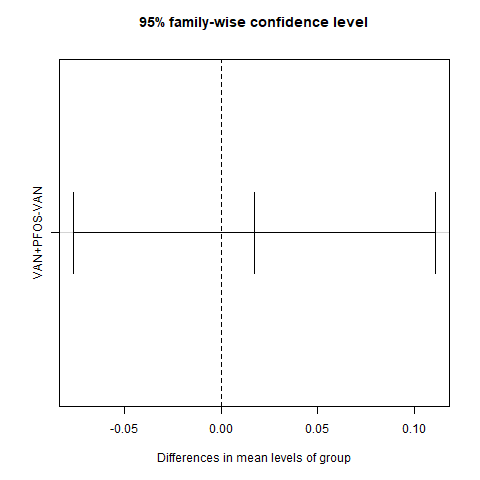 95% family-wise confidence level
VAN+PFOS-VAN
-0.05
0.00
0.05
0.10
Differences in mean levels of group